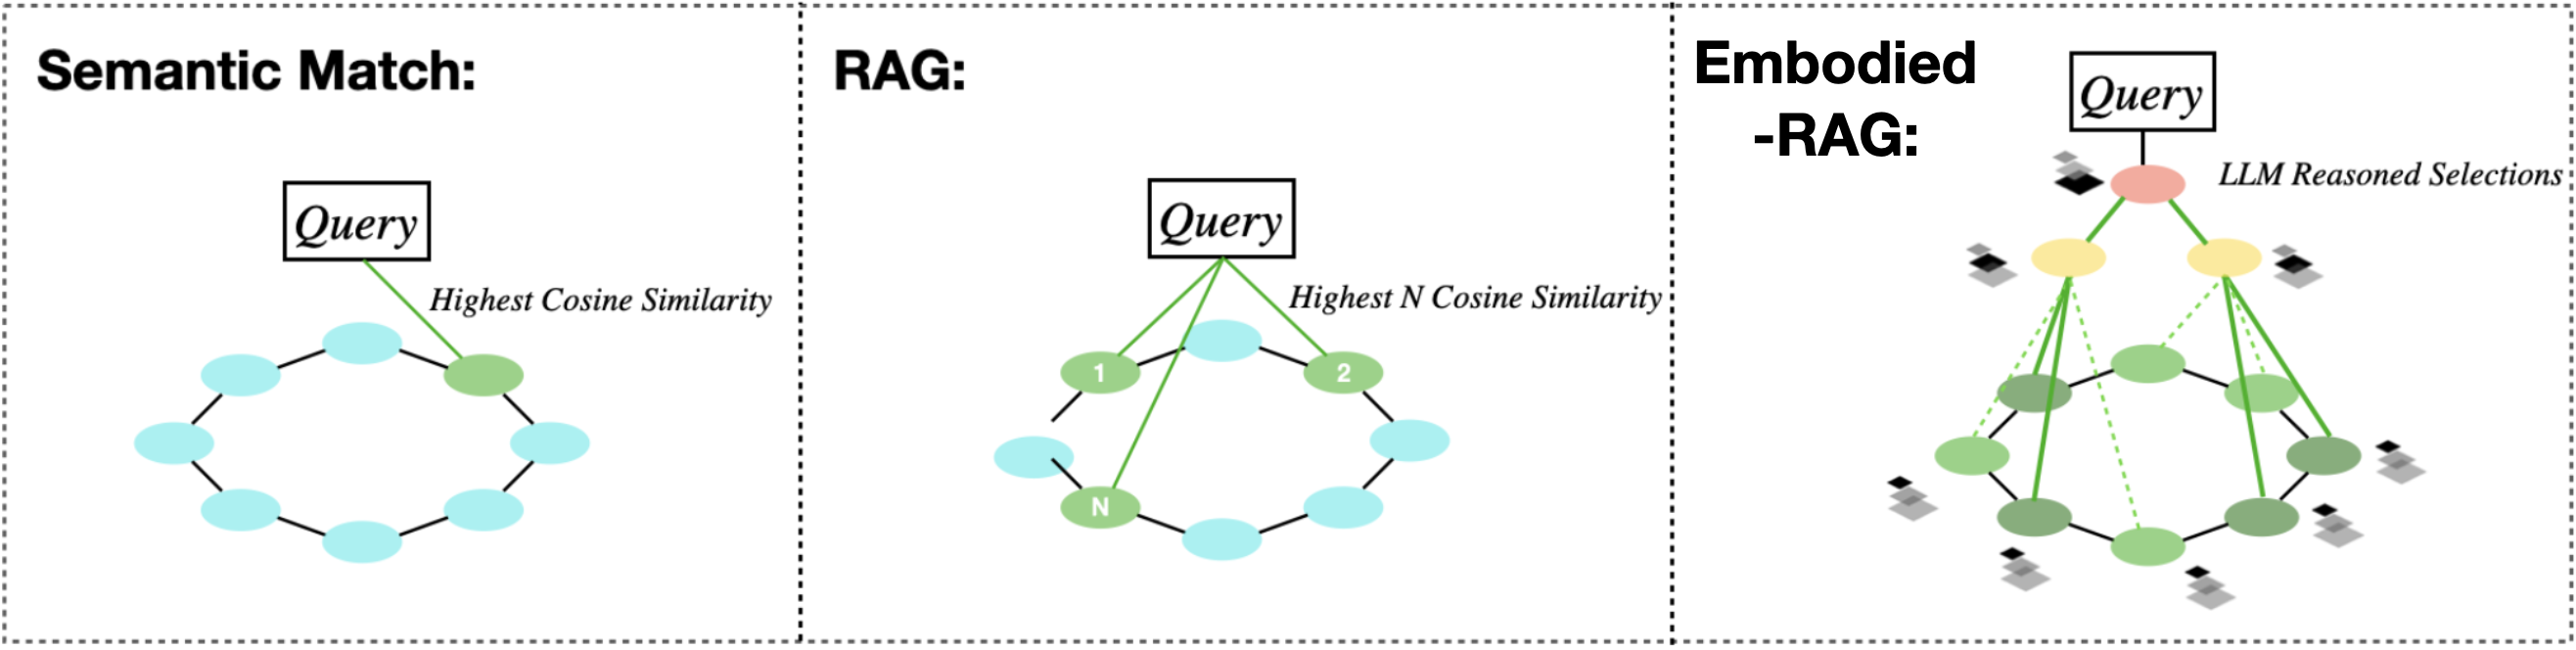 Semantic Match:
Query
Highest Cosine Similarity
RAG:
Query
Highest N Cosine Similarity
1
2
N
Embodied
-RAG:
Query
LLM Reasoned Selections